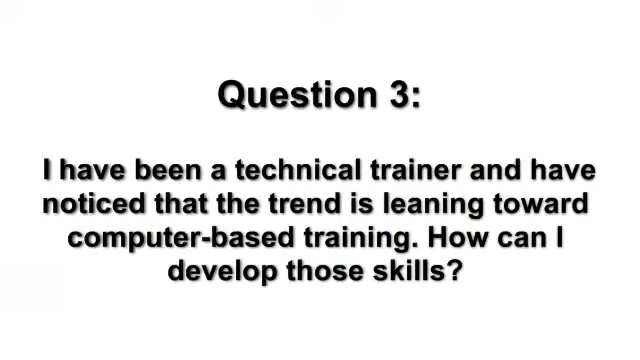 Question 3:
I have been a technical trainer and have
noticed that the trend is leaning toward
computer-based training. How can I
develop those skills?